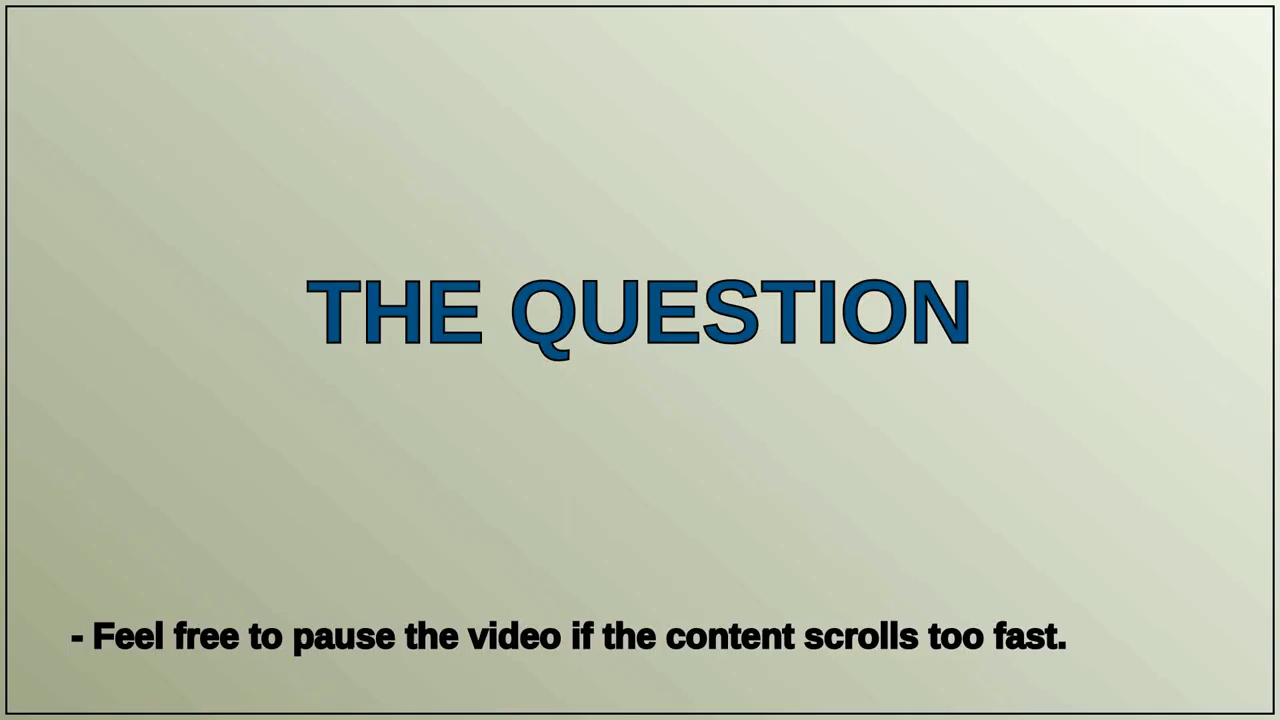 THE QUESTION
- Feel free to pause the video if the content scrolls too fast.